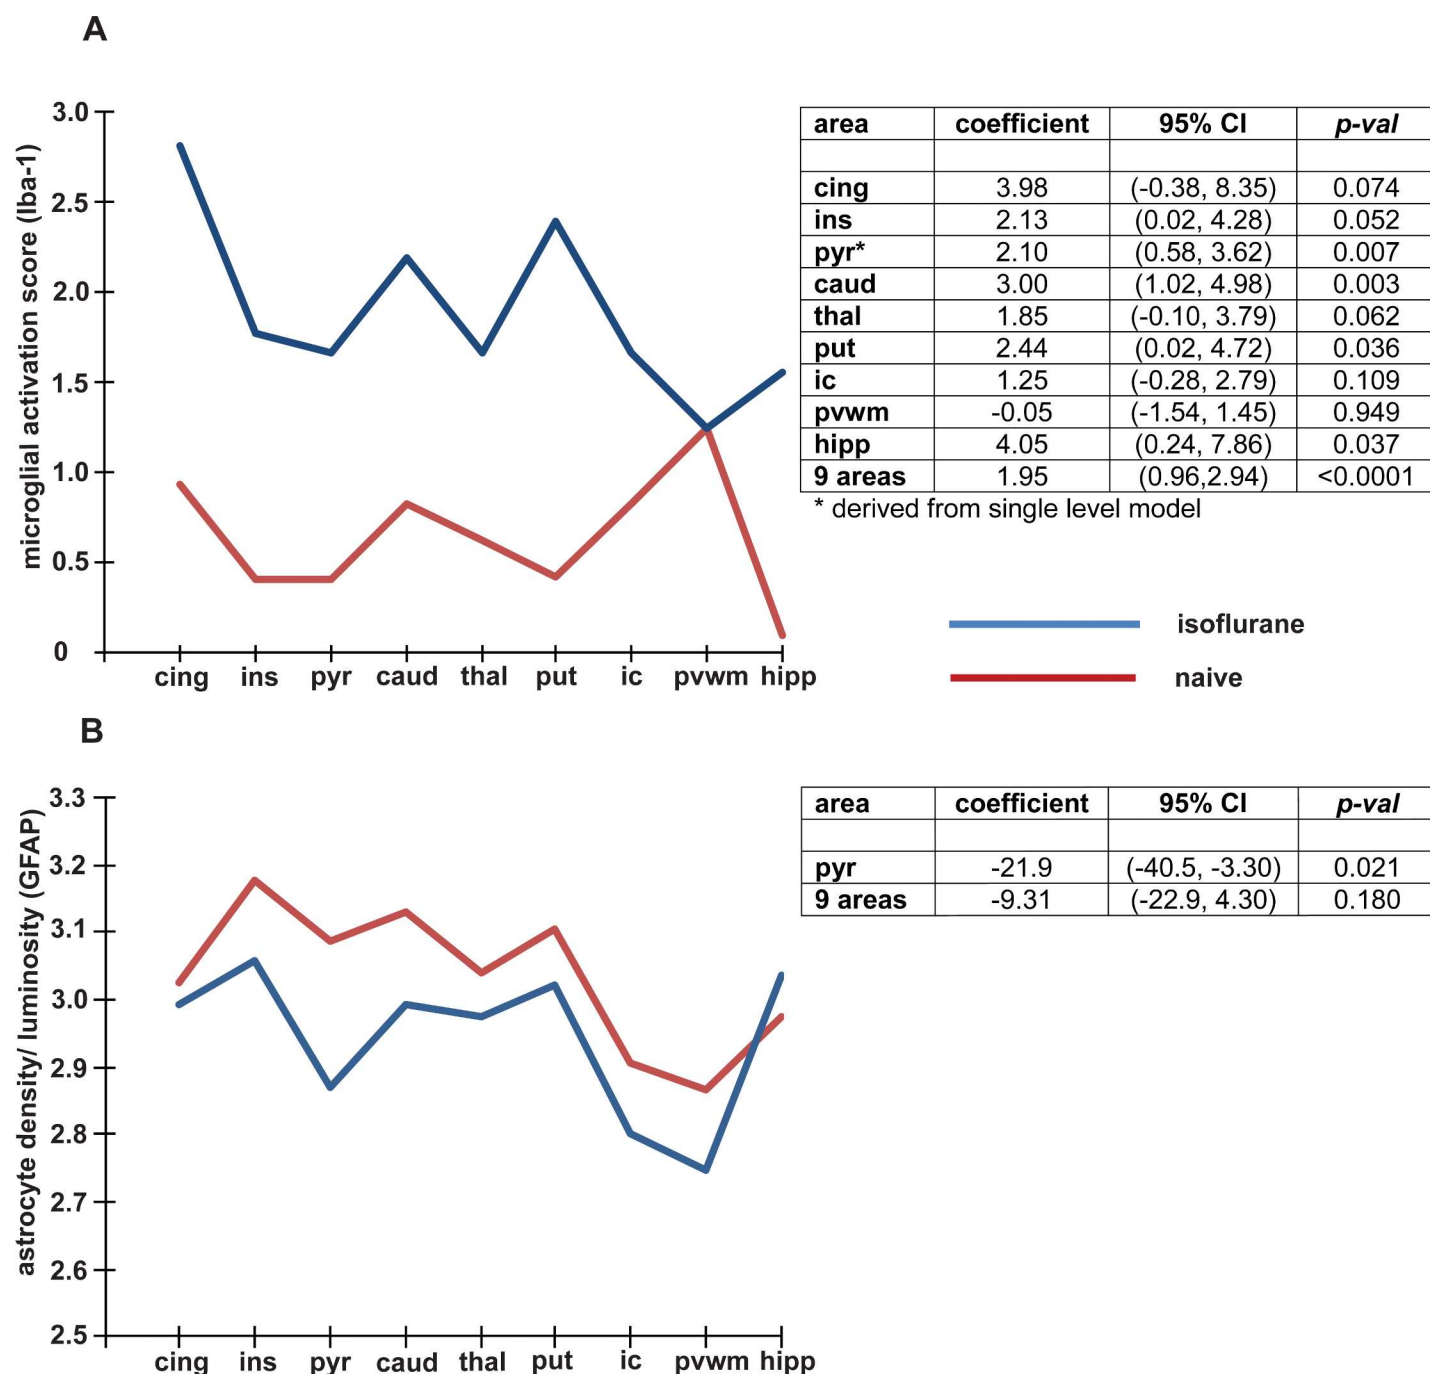 A
microglial activation score (Iba-1)
3.0
2.5
2.0
1.5
1.0
0.5
0
cing ins pyr caud thal put ic pvwm hipp
area coefficient 95% CI p-val
cing 3.98 (-0.38, 8.35) 0.074
ins 2.13 (0.02, 4.28) 0.052
pyr* 2.10 (0.58, 3.62) 0.007
caud 3.00 (1.02, 4.98) 0.003
thal 1.85 (-0.10, 3.79) 0.062
put 2.44 (0.02, 4.72) 0.036
ic 1.25 (-0.28, 2.79) 0.109
pvwm -0.05 (-1.54, 1.45) 0.949
hipp 4.05 (0.24, 7.86) 0.037
9 areas 1.95 (0.96,2.94) <0.0001
* derived from single level model
isoflurane
naive
B
astrocyte density/ luminosity (GFAP)
3.3
3.2
3.1
3.0
2.9
2.8
2.7
2.6
2.5
cing ins pyr caud thal put ic pvwm hipp
area coefficient 95% CI p-val
pyr -21.9 (-40.5, -3.30) 0.021
9 areas -9.31 (-22.9, 4.30) 0.180